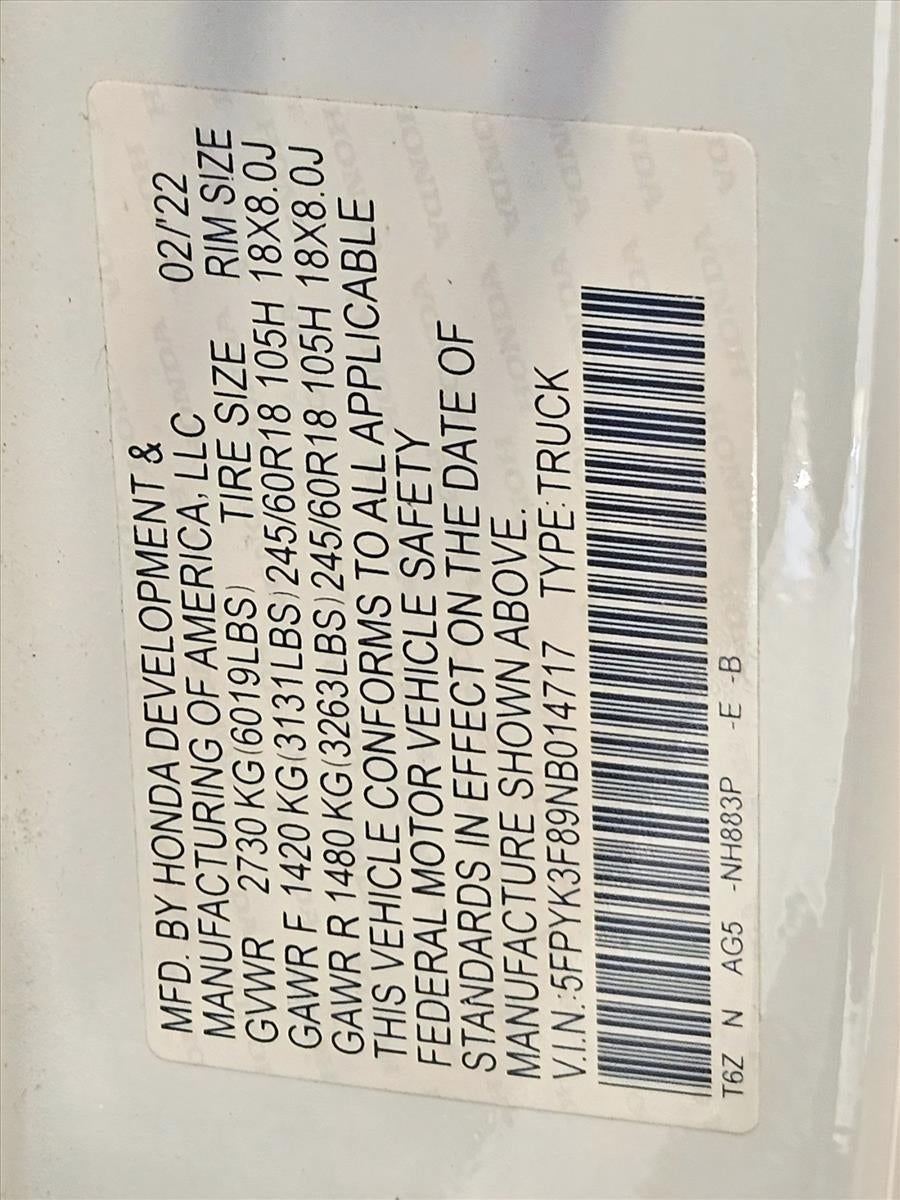 MFD. BY HONDA DEVELOPMENT &
MANUFACTURING OF AMERICA, LLC 02/'22
GVWR 2730 KG(6019LBS) TIRE SIZE RIM SIZE
GAWR F 1420 KG(3131LBS)245/60R18 105H 18X8.0J
GAWR R 1480 KG(3263LBS)245/60R18 105H 18X8.0J
THIS VEHICLE CONFORMS TO ALL APPLICABLE
FEDERAL MOTOR VEHICLE SAFETY
STANDARDS IN EFFECT ON THE DATE OF
MANUFACTURE SHOWN ABOVE.
V.I.N.:5FPYK3F89NB014717 TYPE:TRUCK
T6Z N AG5 -NH883P -E -B